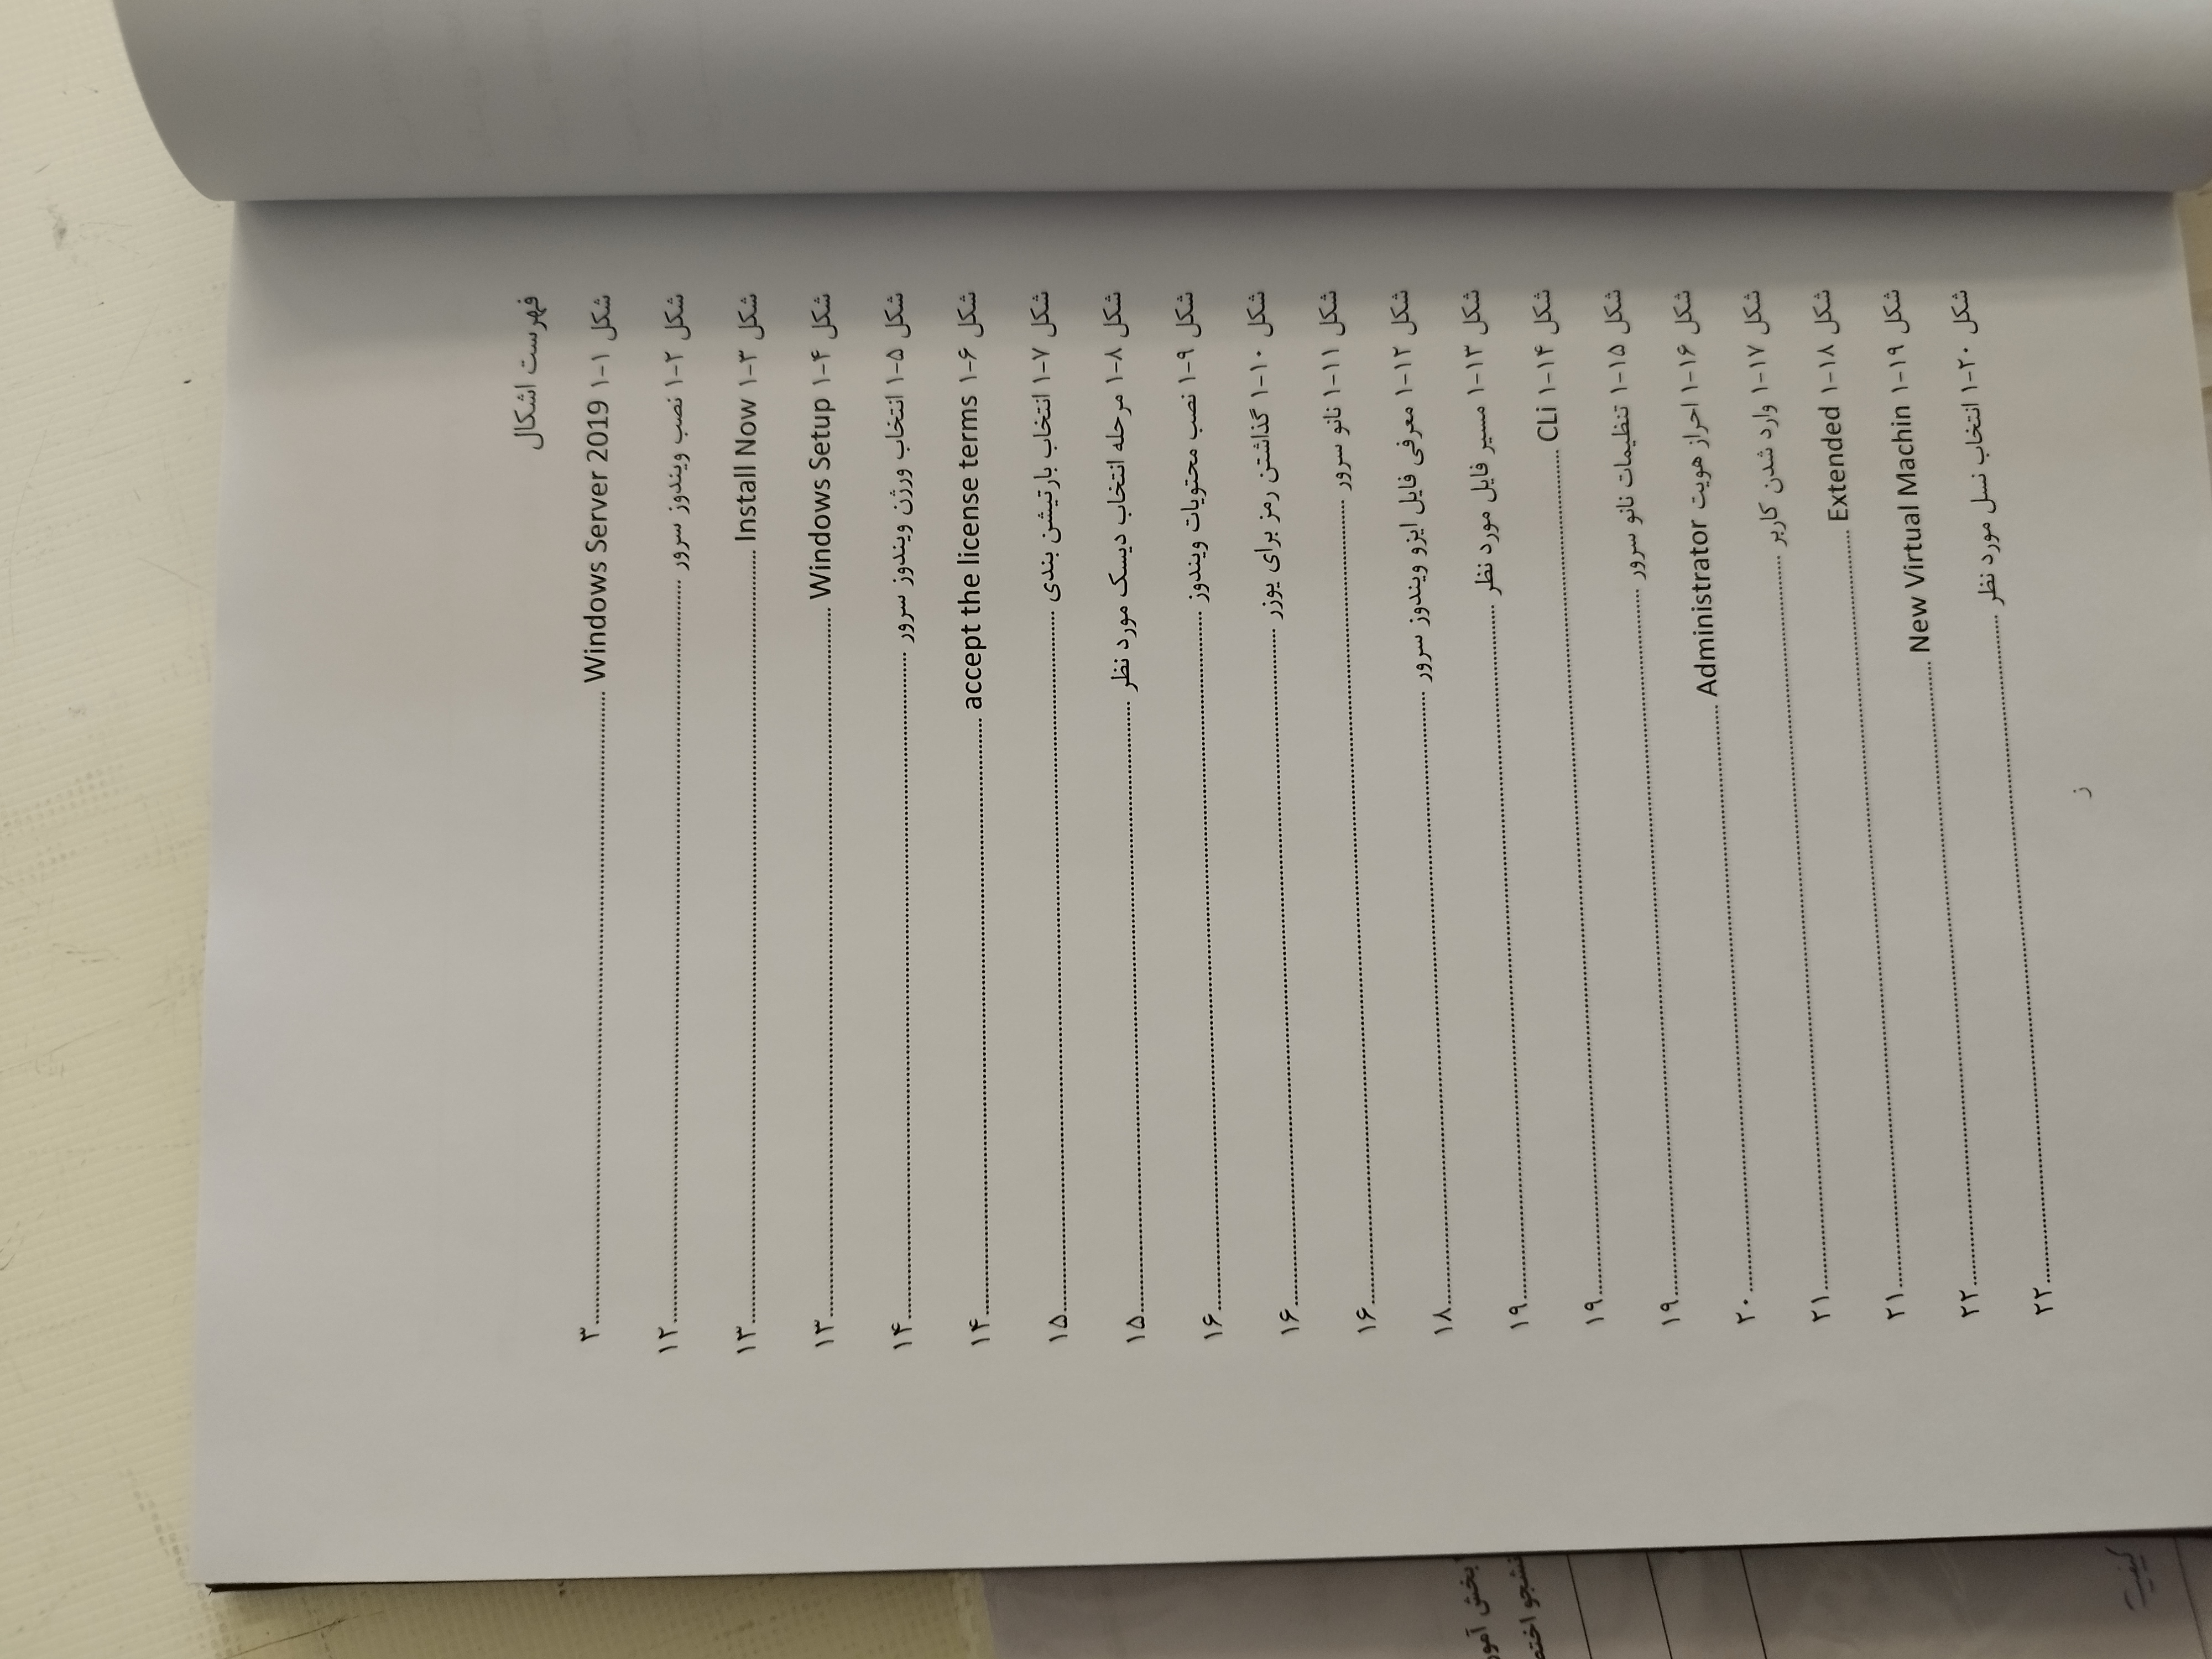 فهرست اشکال
شکل ۱-۱ Windows Server 2019 ........ ۳
شکل ۱-۲ نصب ویندوز سرور ........ ۱۲
شکل ۱-۳ Install Now ........ ۱۳
شکل ۱-۴ Windows Setup ........ ۱۳
شکل ۱-۵ انتخاب ورژن ویندوز سرور ........ ۱۴
شکل ۱-۶ accept the license terms ........ ۱۴
شکل ۱-۷ انتخاب بارتیشن بندی ........ ۱۵
شکل ۱-۸ مرحله انتخاب دیسک مورد نظر ........ ۱۵
شکل ۱-۹ نصب محتویات ویندوز ........ ۱۶
شکل ۱-۱۰ گذاشتن رمز برای یوزر ........ ۱۶
شکل ۱-۱۱ نانو سرور ........ ۱۶
شکل ۱-۱۲ معرفی فایل ایزو ویندوز سرور ........ ۱۸
شکل ۱-۱۳ مسیر فایل مورد نظر ........ ۱۹
شکل ۱-۱۴ CLi ........ ۱۹
شکل ۱-۱۵ تنظیمات نانو سرور ........ ۱۹
شکل ۱-۱۶ احراز هویت Administrator ........ ۲۰
شکل ۱-۱۷ وارد شدن کاربر ........ ۲۱
شکل ۱-۱۸ Extended ........ ۲۱
شکل ۱-۱۹ New Virtual Machin ........ ۲۲
شکل ۱-۲۰ انتخاب نسل مورد نظر ........ ۲۲
ز
بخش آمور